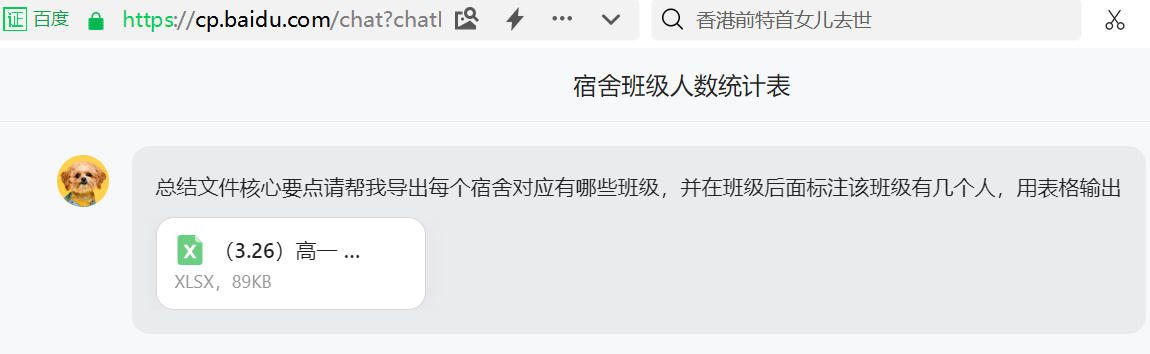 证 百度 https://cp.baidu.com/chat?chatI 香港前特首女儿去世
宿舍班级人数统计表
总结文件核心要点请帮我导出每个宿舍对应有哪些班级，并在班级后面标注该班级有几个人，用表格输出
X （3.26）高一 ...
XLSX，89KB